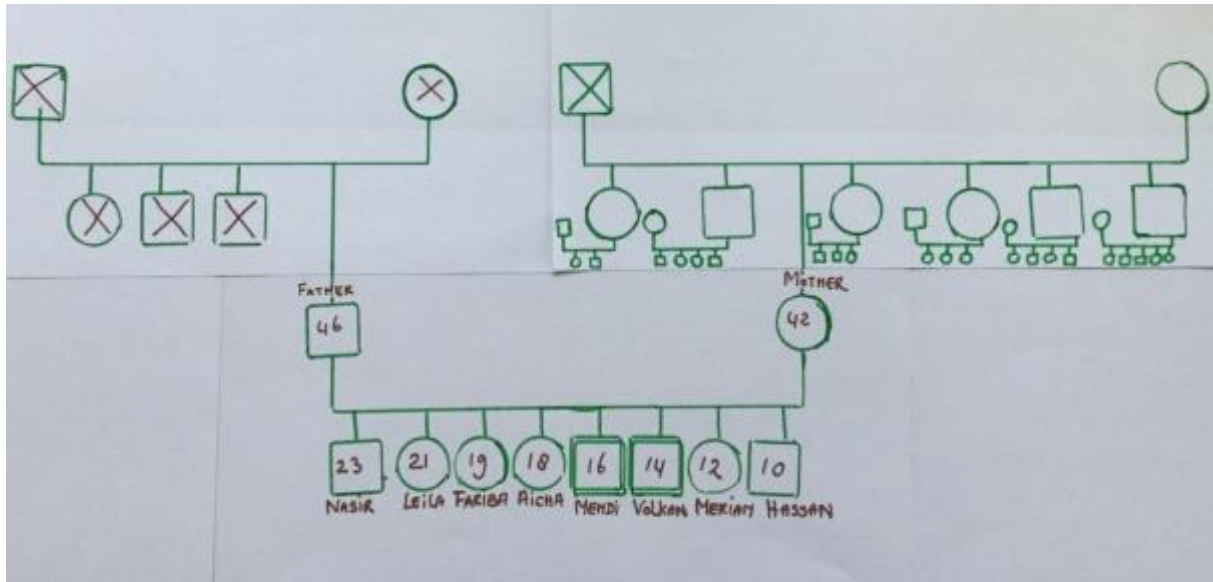 FATHER
MOTHER
46
42
23 21 19 18 16 14 12 10
NASIR LEILA FARIBA AICHA MEHDI VOLKAN MERIAM HASSAN